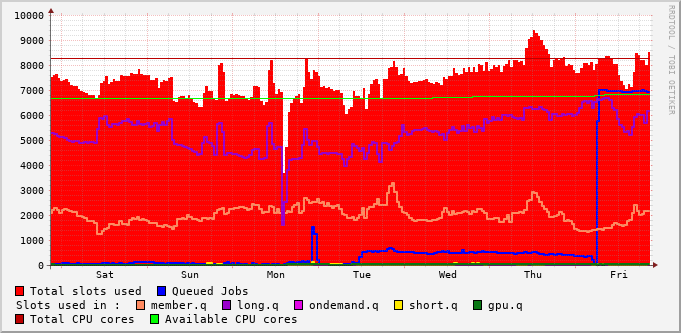 10000
9000
8000
7000
6000
5000
4000
3000
2000
1000
0
Sat Sun Mon Tue Wed Thu Fri
RRDTOOL / TOBI OETIKER
Total slots used Queued Jobs
Slots used in : member.q long.q ondemand.q short.q gpu.q
Total CPU cores Available CPU cores